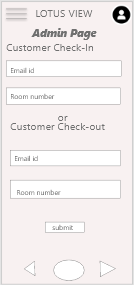 LOTUS VIEW
Admin Page
Customer Check-In
Email id
Room number
or
Customer Check-out
Email id
Room number
submit